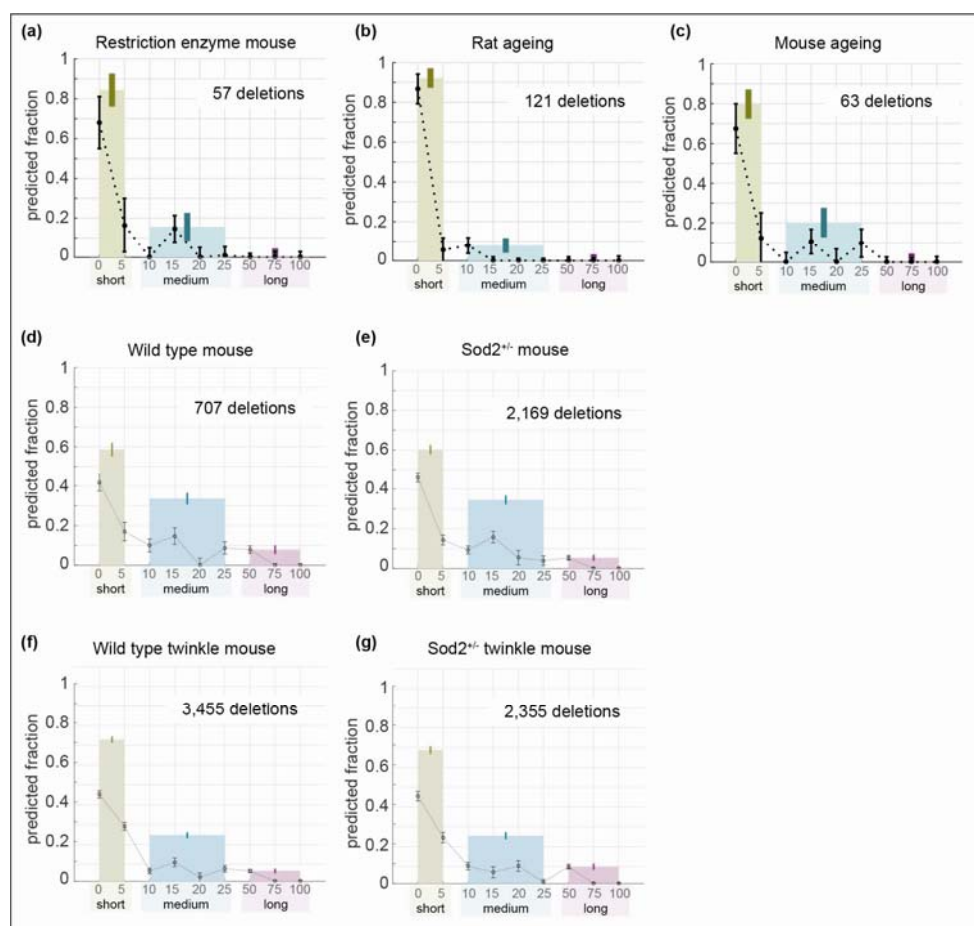 (a) Restriction enzyme mouse
57 deletions
predicted fraction
1
0.8
0.6
0.4
0.2
0
0 5 10 15 20 25 50 75 100
short medium long
(b) Rat ageing
121 deletions
predicted fraction
1
0.8
0.6
0.4
0.2
0
0 5 10 15 20 25 50 75 100
short medium long
(c) Mouse ageing
63 deletions
predicted fraction
1
0.8
0.6
0.4
0.2
0
0 5 10 15 20 25 50 75 100
short medium long
(d) Wild type mouse
707 deletions
predicted fraction
1
0.8
0.6
0.4
0.2
0
0 5 10 15 20 25 50 75 100
short medium long
(e) Sod2+/- mouse
2,169 deletions
predicted fraction
1
0.8
0.6
0.4
0.2
0
0 5 10 15 20 25 50 75 100
short medium long
(f) Wild type twinkle mouse
3,455 deletions
predicted fraction
1
0.8
0.6
0.4
0.2
0
0 5 10 15 20 25 50 75 100
short medium long
(g) Sod2+/- twinkle mouse
2,355 deletions
predicted fraction
1
0.8
0.6
0.4
0.2
0
0 5 10 15 20 25 50 75 100
short medium long